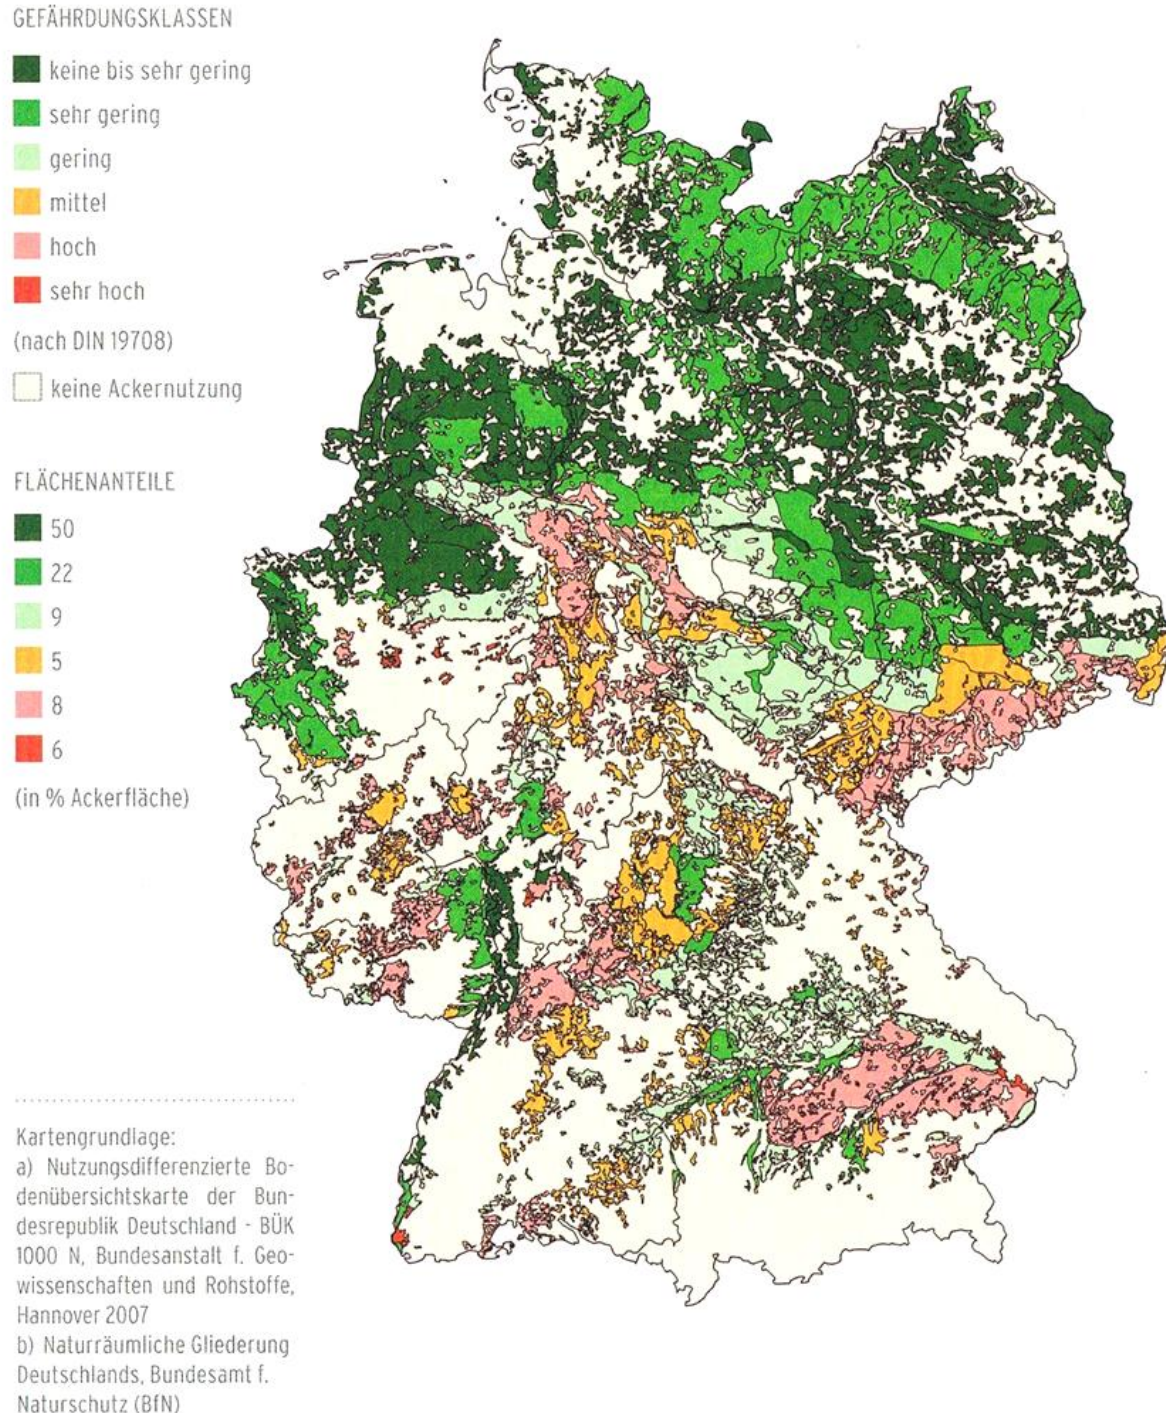 GEFÄHRDUNGSKLASSEN
keine bis sehr gering
sehr gering
gering
mittel
hoch
sehr hoch
(nach DIN 19708)
keine Ackernutzung
FLÄCHENANTEILE
50
22
9
5
8
6
(in % Ackerfläche)
Kartengrundlage:
a) Nutzungsdifferenzierte Bo-
denübersichtskarte der Bun-
desrepublik Deutschland - BÜK
1000 N, Bundesanstalt f. Geo-
wissenschaften und Rohstoffe,
Hannover 2007
b) Naturräumliche Gliederung
Deutschlands, Bundesamt f.
Naturschutz (BfN)